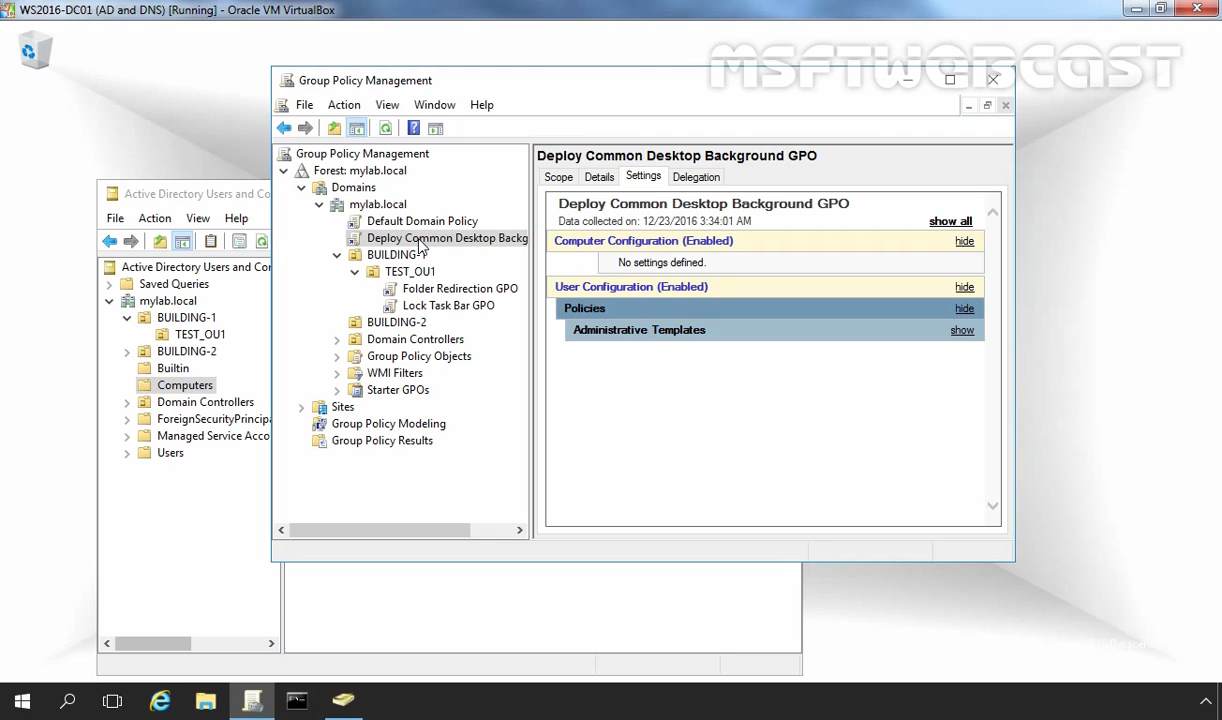 WS2016-DC01 (AD and DNS) [Running] - Oracle VM VirtualBox
MSFTWEBCAST
Group Policy Management
File Action View Window Help
Group Policy Management
Forest: mylab.local
Domains
mylab.local
Default Domain Policy
Deploy Common Desktop Backg
BUILDING-1
TEST_OU1
Folder Redirection GPO
Lock Task Bar GPO
BUILDING-2
Domain Controllers
Group Policy Objects
WMI Filters
Starter GPOs
Sites
Group Policy Modeling
Group Policy Results
Deploy Common Desktop Background GPO
Scope Details Settings Delegation
Deploy Common Desktop Background GPO
Data collected on: 12/23/2016 3:34:01 AM show all
Computer Configuration (Enabled) hide
No settings defined.
User Configuration (Enabled) hide
Policies hide
Administrative Templates show
Active Directory Users and Co
File Action View Help
Active Directory Users and Cor
Saved Queries
mylab.local
BUILDING-1
TEST_OU1
BUILDING-2
Builtin
Computers
Domain Controllers
ForeignSecurityPrincipa
Managed Service Acco
Users